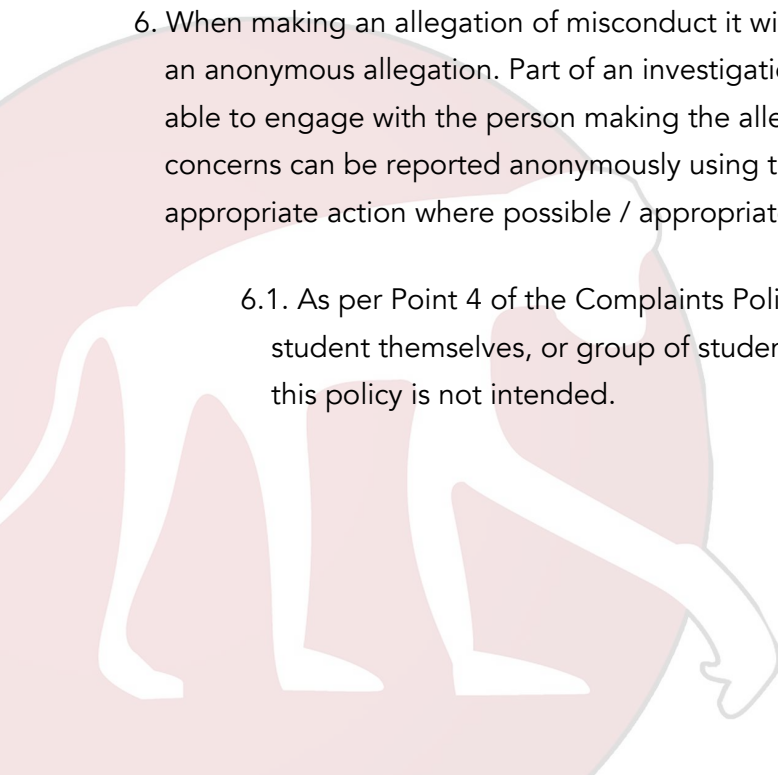 6. When making an allegation of misconduct it wi
an anonymous allegation. Part of an investigati
able to engage with the person making the alle
concerns can be reported anonymously using t
appropriate action where possible / appropriat
6.1. As per Point 4 of the Complaints Poli
student themselves, or group of studen
this policy is not intended.